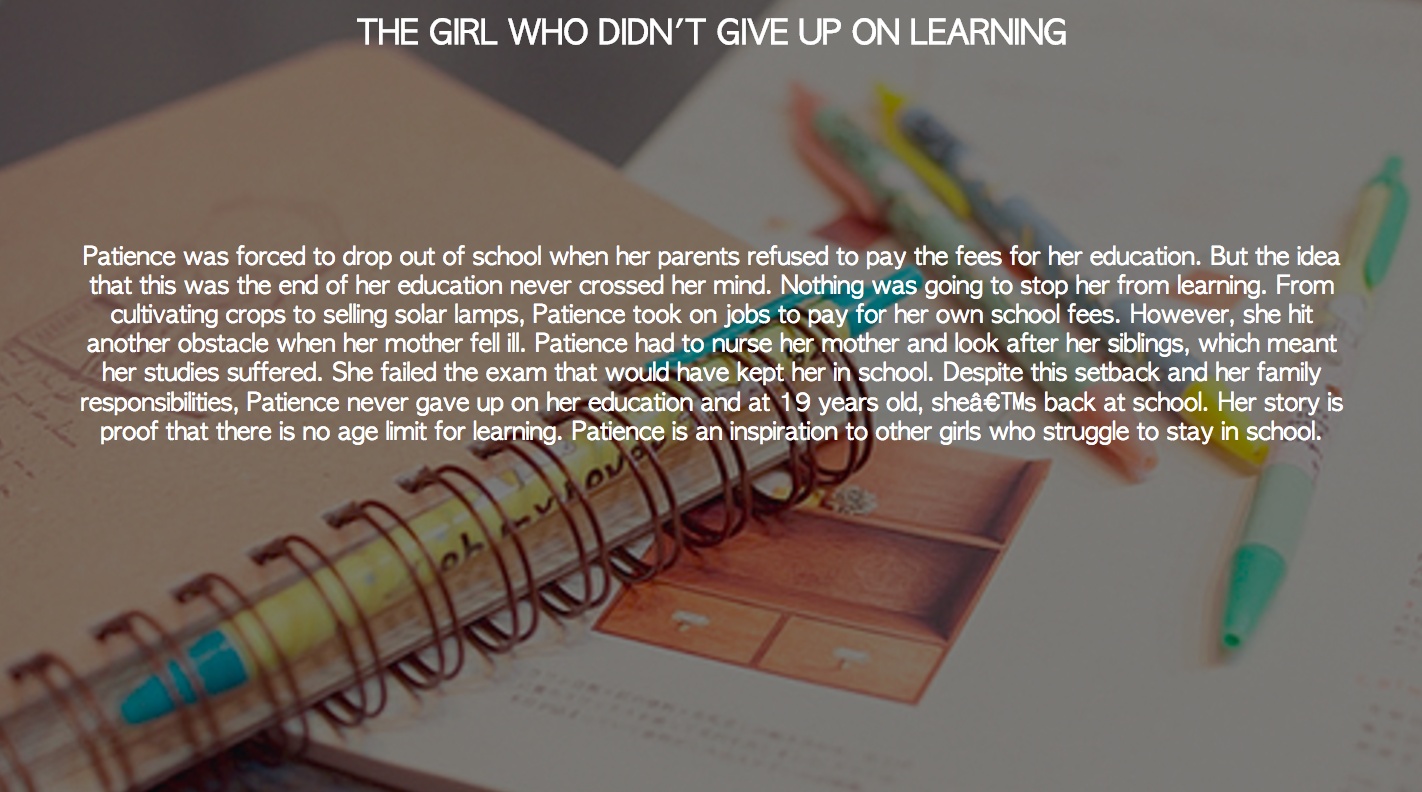 THE GIRL WHO DIDN'T GIVE UP ON LEARNING
Patience was forced to drop out of school when her parents refused to pay the fees for her education. But the idea
that this was the end of her education never crossed her mind. Nothing was going to stop her from learning. From
cultivating crops to selling solar lamps, Patience took on jobs to pay for her own school fees. However, she hit
another obstacle when her mother fell ill. Patience had to nurse her mother and look after her siblings, which meant
her studies suffered. She failed the exam that would have kept her in school. Despite this setback and her family
responsibilities, Patience never gave up on her education and at 19 years old, sheâ€™s back at school. Her story is
proof that there is no age limit for learning. Patience is an inspiration to other girls who struggle to stay in school.